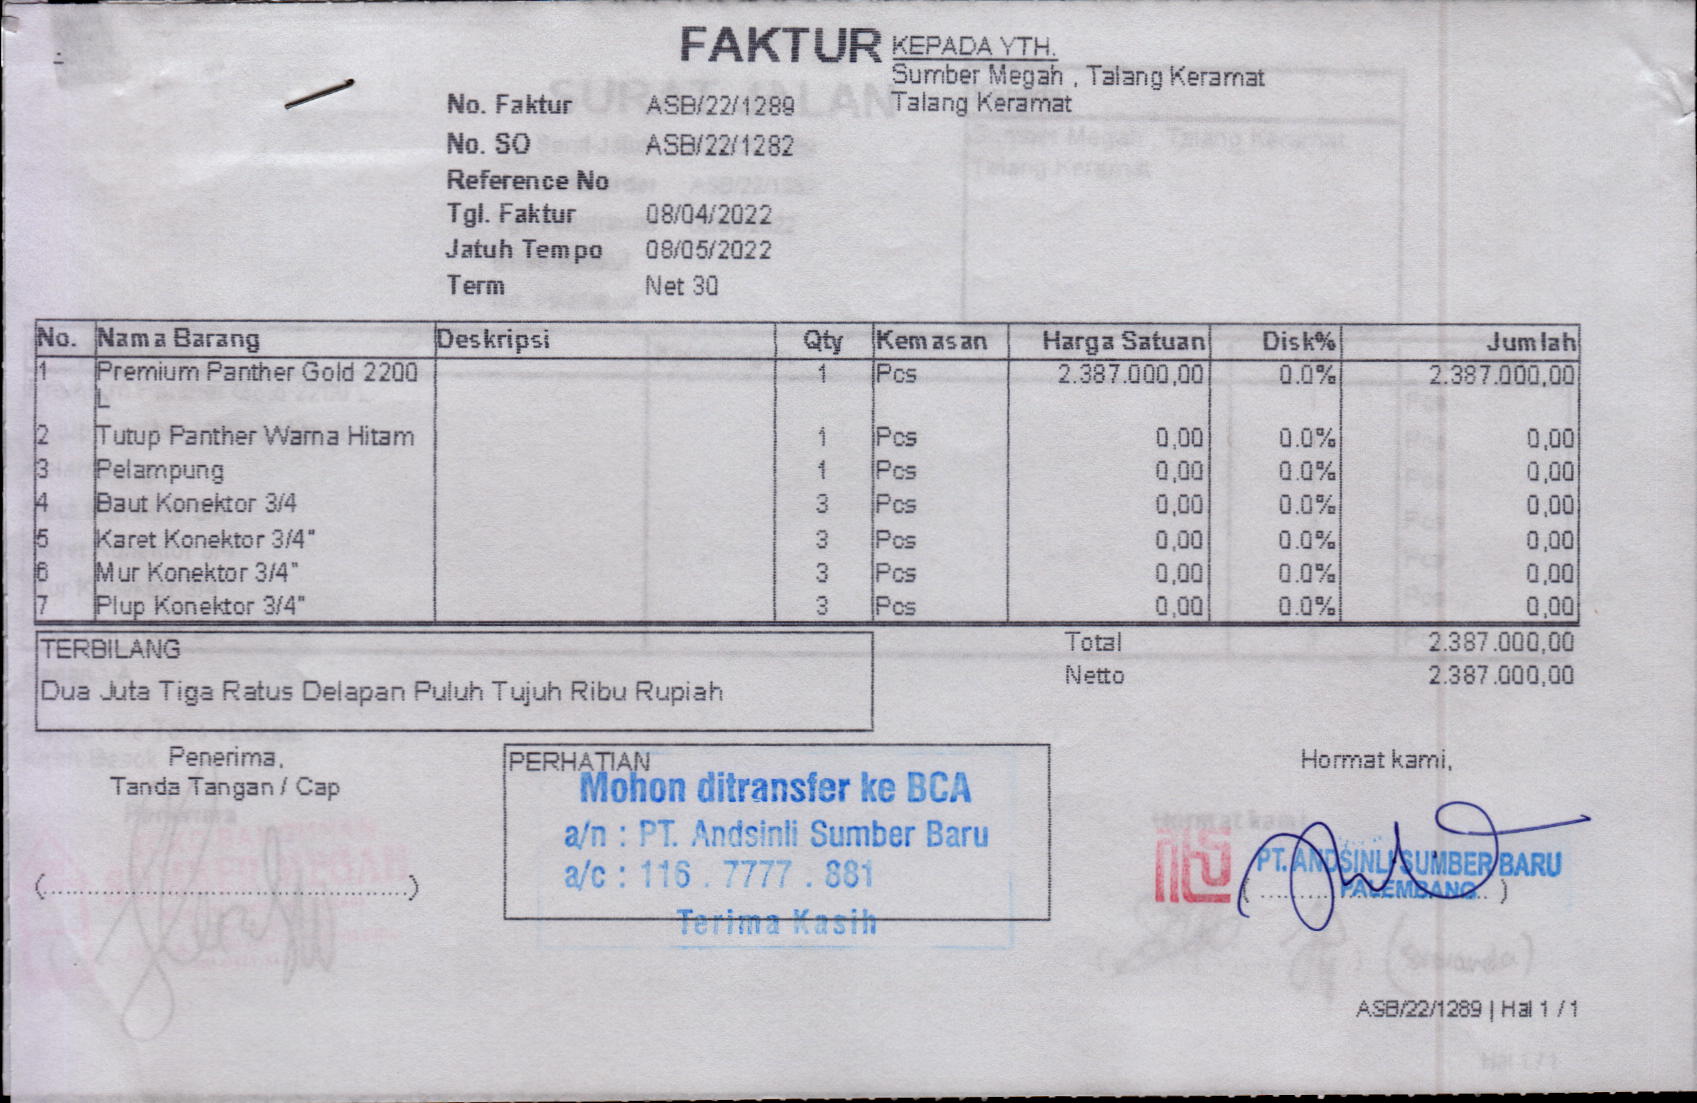 FAKTUR
KEPADA YTH.
Sumber Megah , Talang Keramat
Talang Keramat
No. Faktur ASB/22/1289
No. SO ASB/22/1282
Reference No
Tgl. Faktur 08/04/2022
Jatuh Tempo 08/05/2022
Term Net 30
No. Nama Barang Deskripsi Qty Kemasan Harga Satuan Disk% Jumlah
1 Premium Panther Gold 2200 1 Pcs 2.387.000,00 0.0% 2.387.000,00
L
2 Tutup Panther Warna Hitam 1 Pcs 0,00 0.0% 0,00
3 Pelampung 1 Pcs 0,00 0.0% 0,00
4 Baut Konektor 3/4 3 Pcs 0,00 0.0% 0,00
5 Karet Konektor 3/4" 3 Pcs 0,00 0.0% 0,00
6 Mur Konektor 3/4" 3 Pcs 0,00 0.0% 0,00
7 Plup Konektor 3/4" 3 Pcs 0,00 0.0% 0,00
Total 2.387.000,00
Netto 2.387.000,00
TERBILANG
Dua Juta Tiga Ratus Delapan Puluh Tujuh Ribu Rupiah
Penerima,
Tanda Tangan / Cap
(....................................)
PERHATIAN
Mohon ditransfer ke BCA
a/n : PT. Andsinli Sumber Baru
a/c : 116 . 7777 . 881
Terima Kasih
Hormat kami,
PT. ANDSINLI SUMBER BARU
PALEMBANG
ASB/22/1289 | Hal 1 / 1